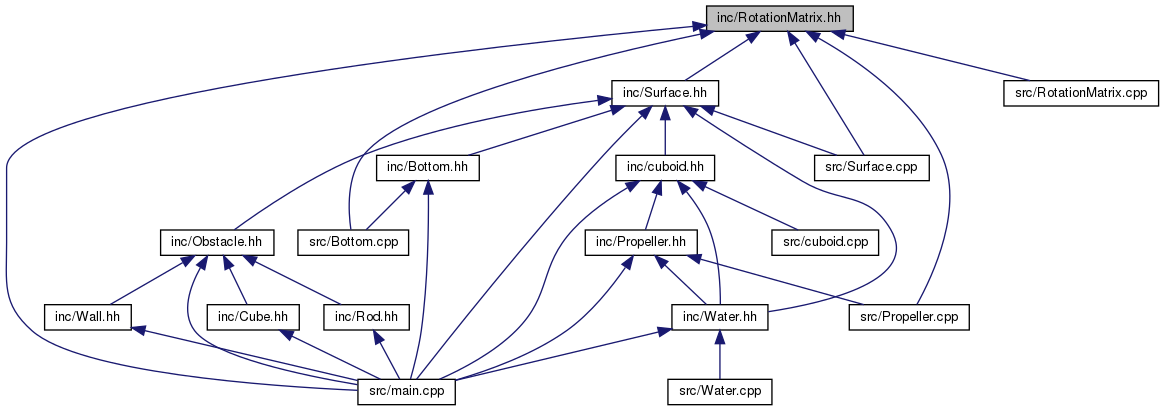 inc/RotationMatrix.hh
inc/Surface.hh
src/RotationMatrix.cpp
inc/Bottom.hh
inc/cuboid.hh
src/Surface.cpp
inc/Obstacle.hh
src/Bottom.cpp
inc/Propeller.hh
src/cuboid.cpp
inc/Wall.hh
inc/Cube.hh
inc/Rod.hh
inc/Water.hh
src/Propeller.cpp
src/main.cpp
src/Water.cpp